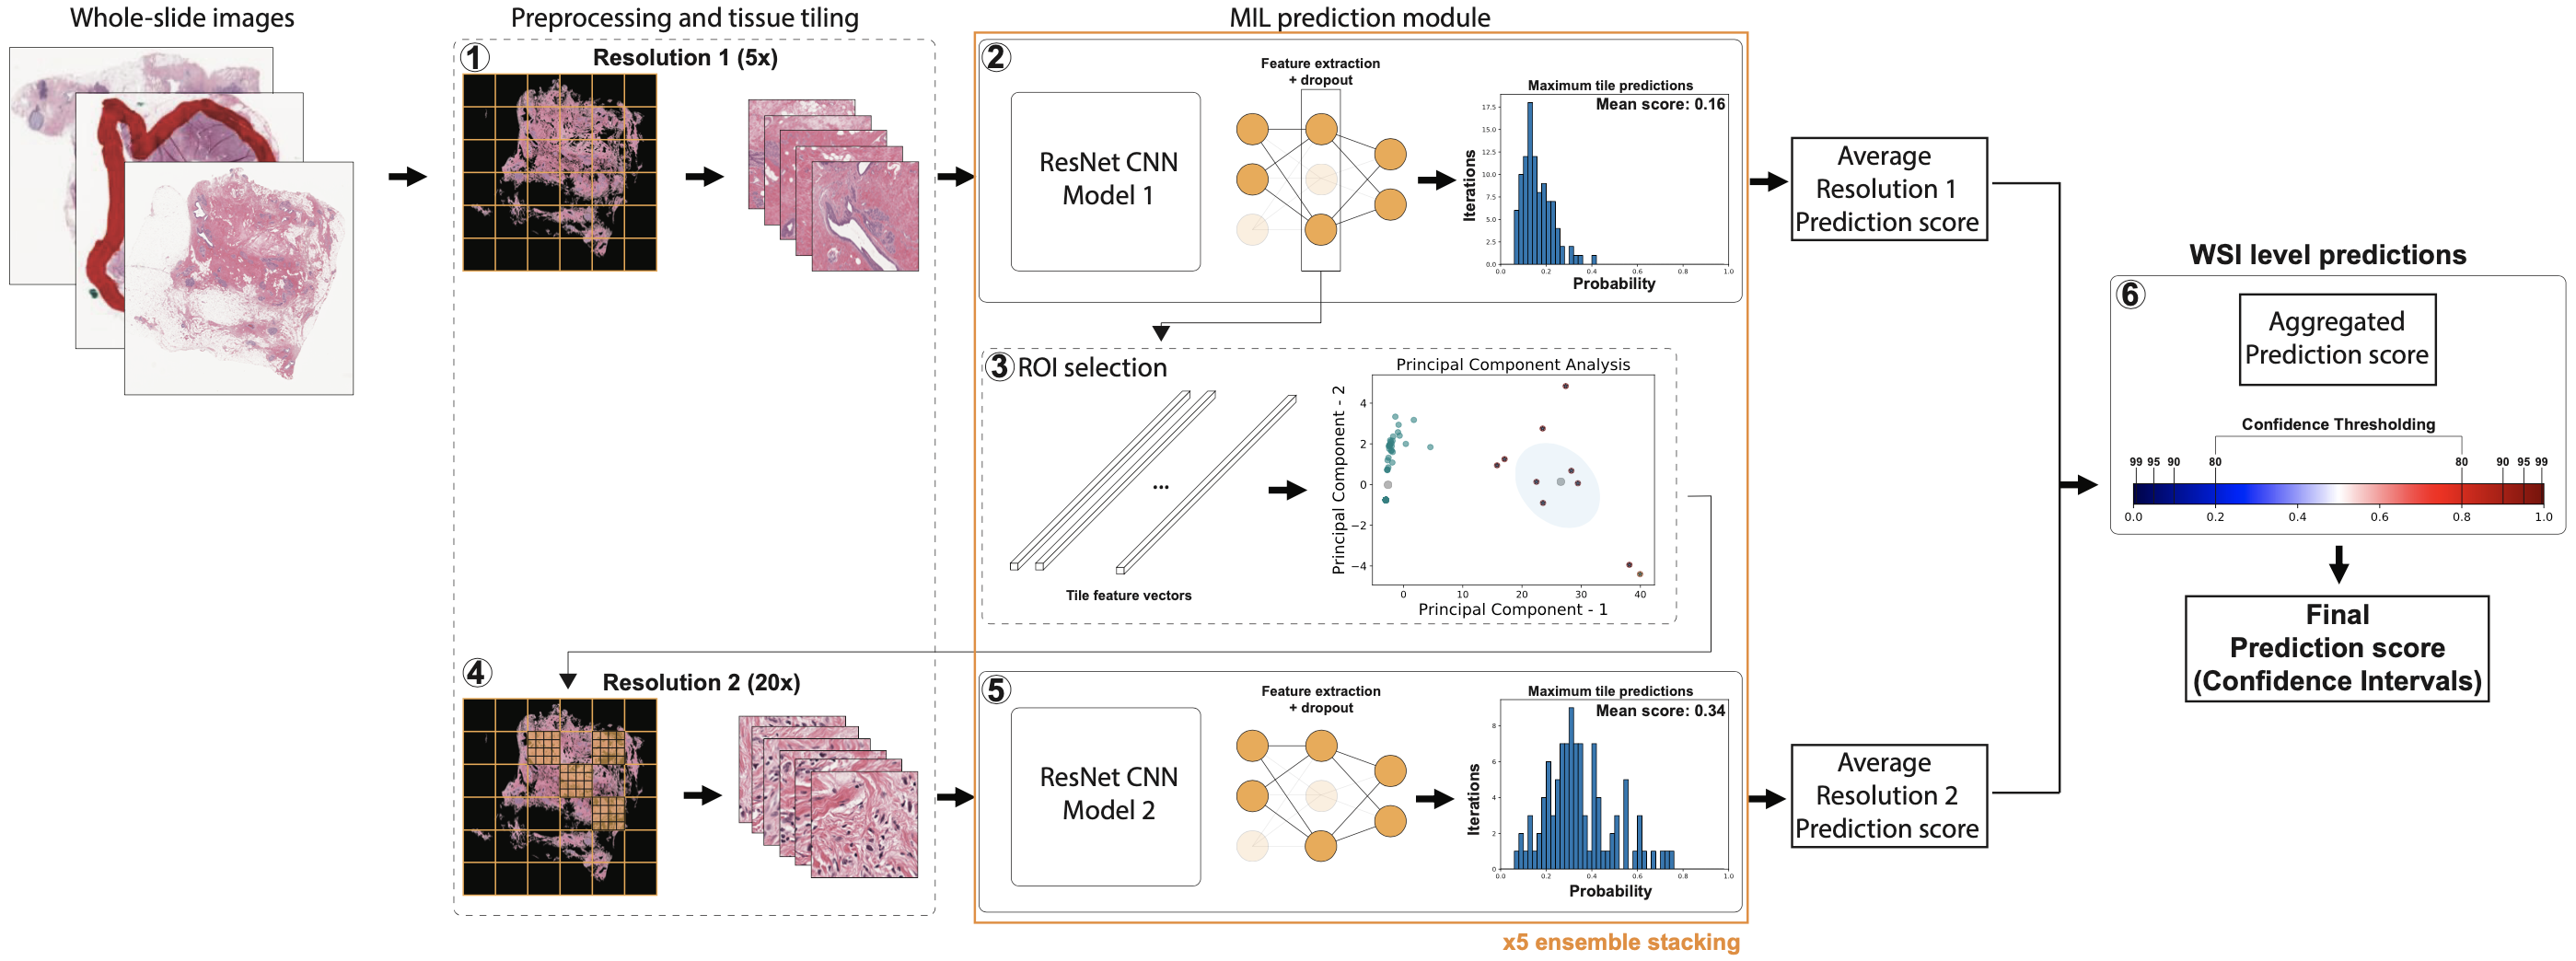 Whole-slide images
Preprocessing and tissue tiling
MIL prediction module
1
Resolution 1 (5x)
2
Feature extraction
+ dropout
ResNet CNN
Model 1
Maximum tile predictions
Mean score: 0.16
17.5
15.0
12.5
10.0
7.5
5.0
2.5
0.0
Iterations
0.0 0.2 0.4 0.6 0.8 1.0
Probability
Average
Resolution 1
Prediction score
3 ROI selection
...
Tile feature vectors
Principal Component Analysis
Principal Component - 2
4
2
0
−2
−4
0 10 20 30 40
Principal Component - 1
4
Resolution 2 (20x)
5
Feature extraction
+ dropout
ResNet CNN
Model 2
Maximum tile predictions
Mean score: 0.34
8
6
4
2
0
Iterations
0.0 0.2 0.4 0.6 0.8 1.0
Probability
x5 ensemble stacking
Average
Resolution 2
Prediction score
WSI level predictions
6
Aggregated
Prediction score
Confidence Thresholding
99 95 90 80 80 90 95 99
0.0 0.2 0.4 0.6 0.8 1.0
Final
Prediction score
(Confidence Intervals)